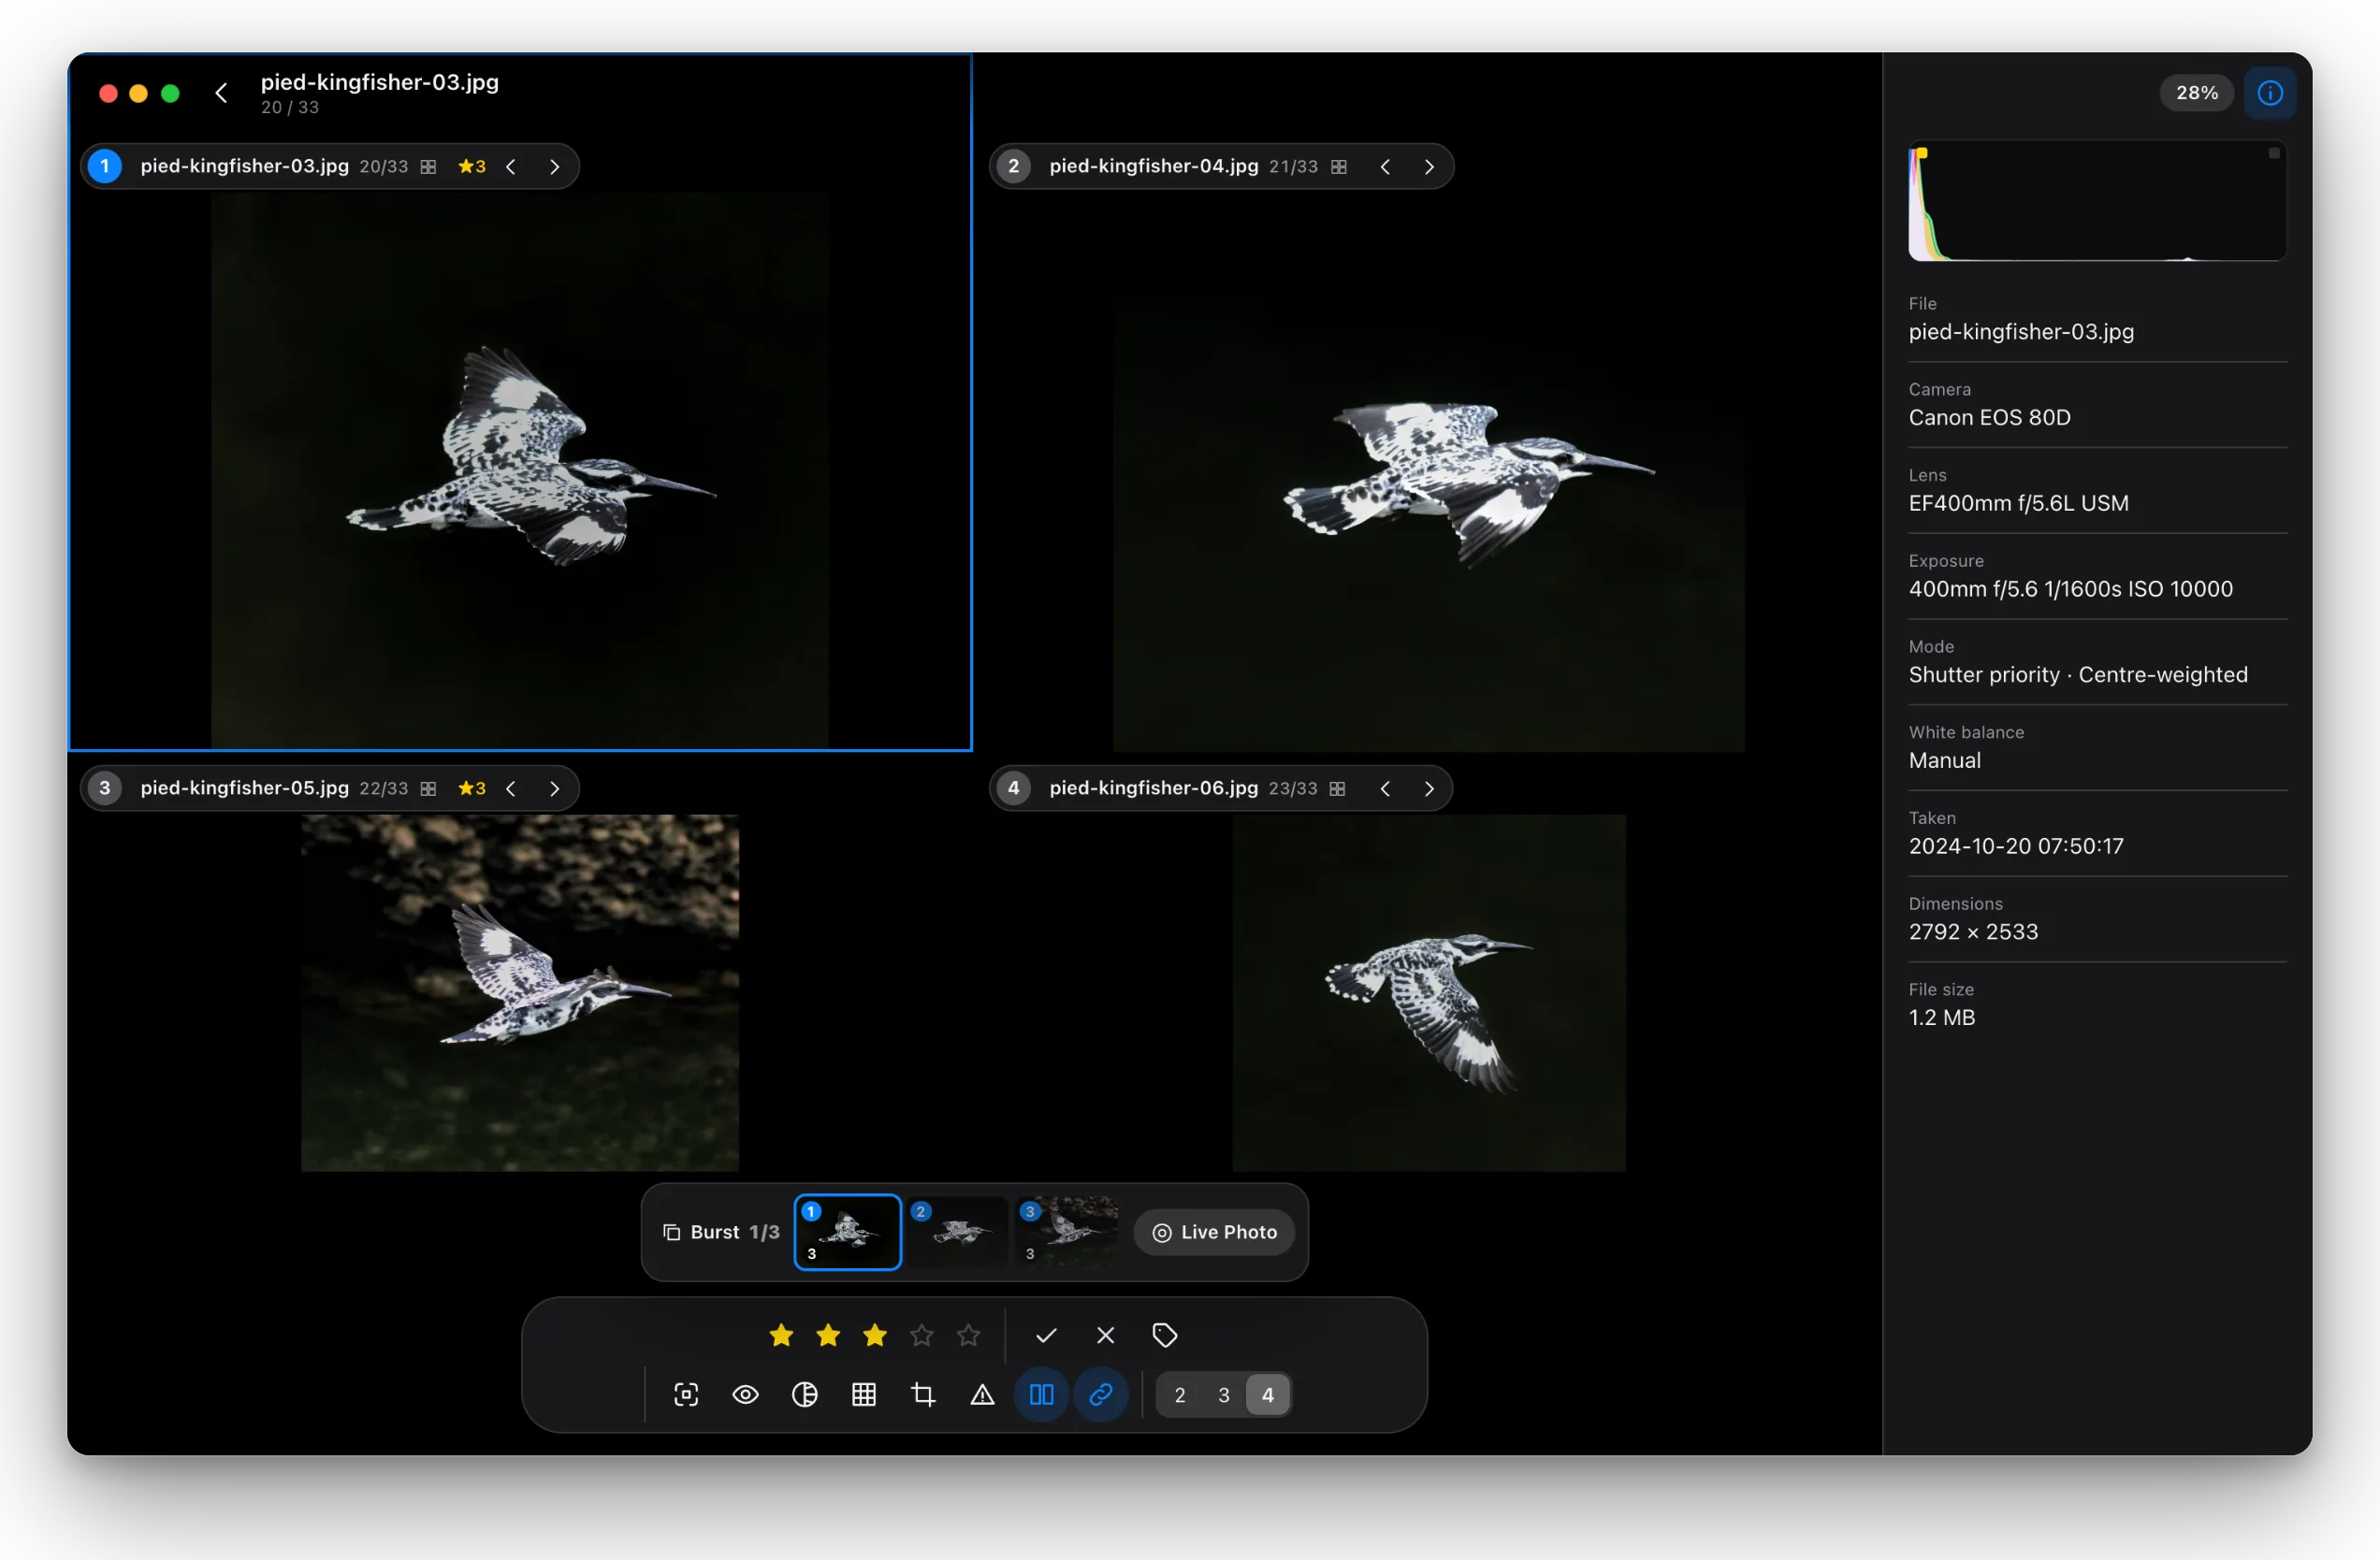 pied-kingfisher-03.jpg
20 / 33
28%
1 pied-kingfisher-03.jpg 20/33 ★3
2 pied-kingfisher-04.jpg 21/33
3 pied-kingfisher-05.jpg 22/33 ★3
4 pied-kingfisher-06.jpg 23/33
Burst 1/3
1
3
2
3
3
Live Photo
2 3 4
File
pied-kingfisher-03.jpg
Camera
Canon EOS 80D
Lens
EF400mm f/5.6L USM
Exposure
400mm f/5.6 1/1600s ISO 10000
Mode
Shutter priority · Centre-weighted
White balance
Manual
Taken
2024-10-20 07:50:17
Dimensions
2792 × 2533
File size
1.2 MB